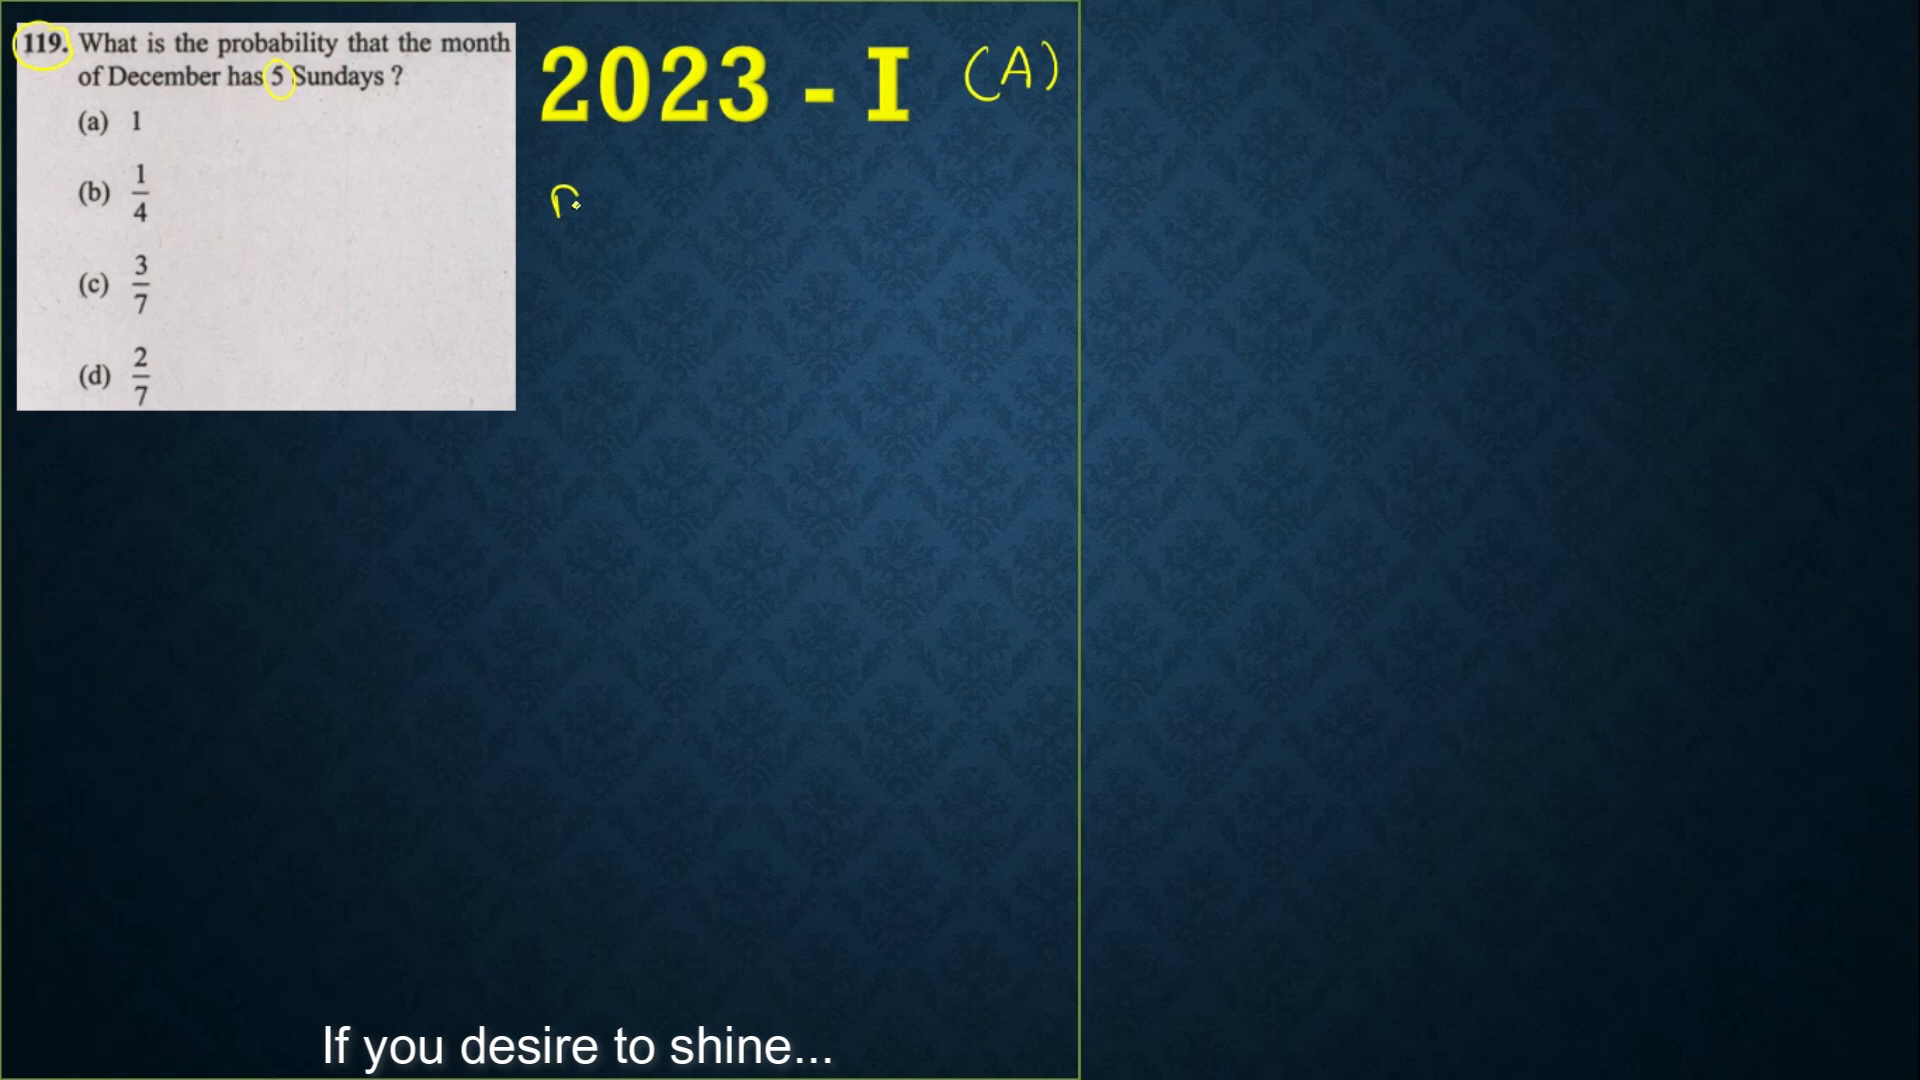 119. What is the probability that the month
of December has 5 Sundays ?
(a) 1
(b) 1/4
(c) 3/7
(d) 2/7
2023 - I (A)
If you desire to shine...